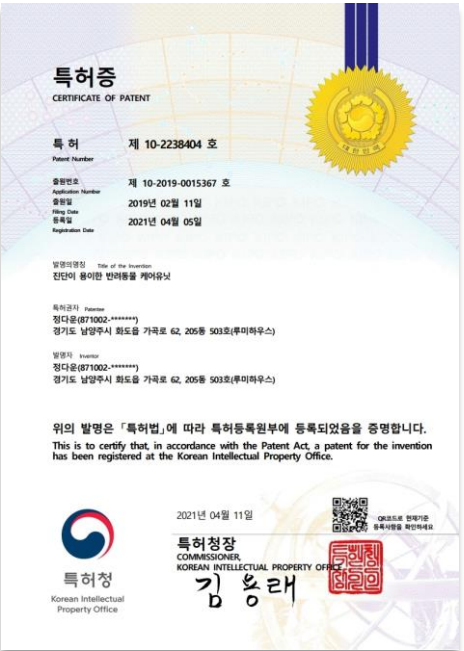 대한민국
특허증
CERTIFICATE OF PATENT
특 허 제 10-2238404 호
Patent Number
출원번호 제 10-2019-0015367 호
Application Number
출원일 2019년 02월 11일
Filing Date
등록일 2021년 04월 05일
Registration Date
발명의명칭 Title of the Invention
진단이 용이한 반려동물 케어유닛
특허권자 Patentee
정다운(871002-*******)
경기도 남양주시 화도읍 가곡로 62, 205동 503호(루미하우스)
발명자 Inventor
정다운(871002-*******)
경기도 남양주시 화도읍 가곡로 62, 205동 503호(루미하우스)
위의 발명은 「특허법」에 따라 특허등록원부에 등록되었음을 증명합니다.
This is to certify that, in accordance with the Patent Act, a patent for the invention
has been registered at the Korean Intellectual Property Office.
2021년 04월 11일
QR코드로 현재기준
등록사항을 확인하세요
특허청장
COMMISSIONER,
KOREAN INTELLECTUAL PROPERTY OFFICE
김용래
특허청
Korean Intellectual
Property Office